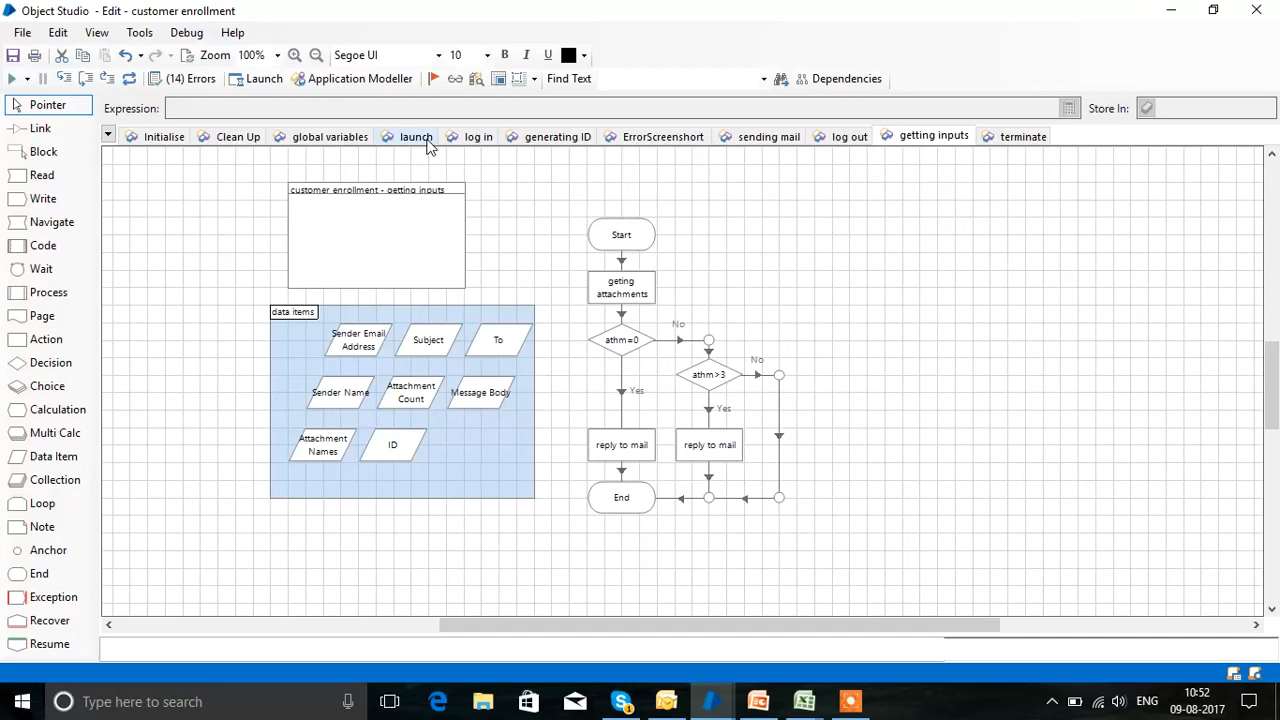 Object Studio - Edit - customer enrollment
File Edit View Tools Debug Help
Zoom 100% Segoe UI 10 B I U
(14) Errors Launch Application Modeller Find Text Dependencies
Pointer
Expression: Store In:
Link
Initialise Clean Up global variables launch log in generating ID ErrorScreenshot sending mail log out getting inputs terminate
Block
Read
Write
Navigate
Code
Wait
Process
Page
Action
Decision
Choice
Calculation
Multi Calc
Data Item
Collection
Loop
Note
Anchor
End
Exception
Recover
Resume
customer enrollment - getting inputs
data items
Sender Email
Address
Subject
To
Sender Name
Attachment
Count
Message Body
Attachment
Names
ID
Start
geting
attachments
athm=0
No
Yes
athm>3
No
Yes
reply to mail
reply to mail
End
Type here to search
ENG
10:52
09-08-2017